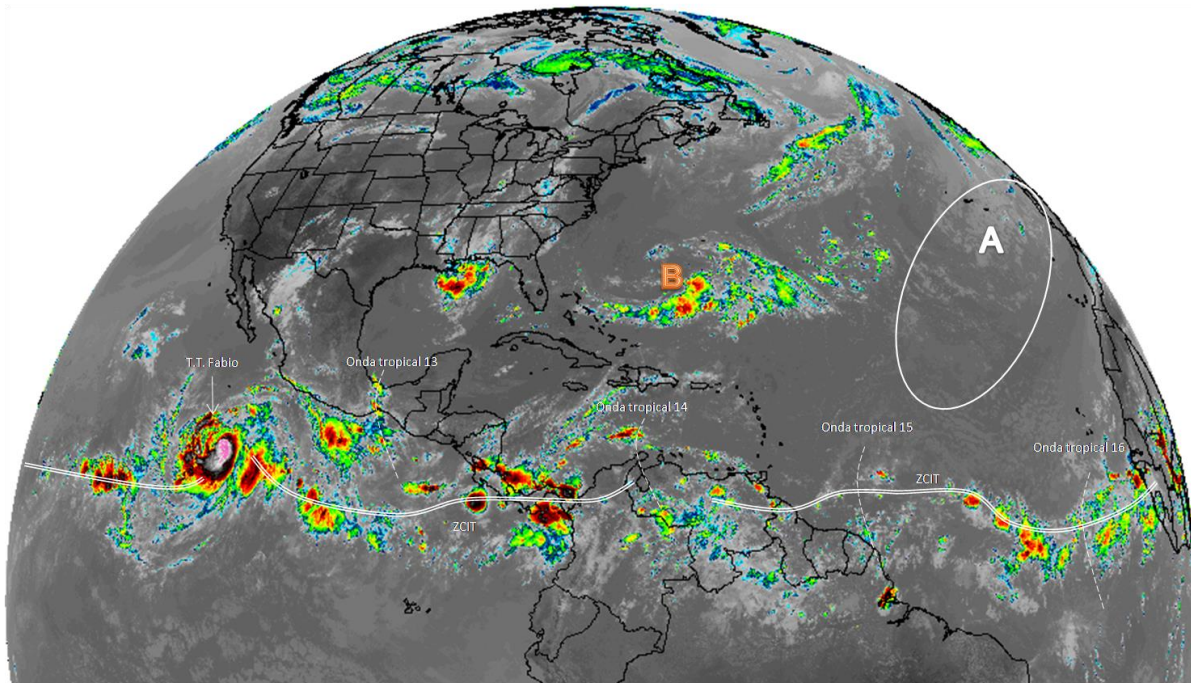 A
B
T.T. Fabio
Onda tropical 13
Onda tropical 14
Onda tropical 15
Onda tropical 16
ZCIT
ZCIT